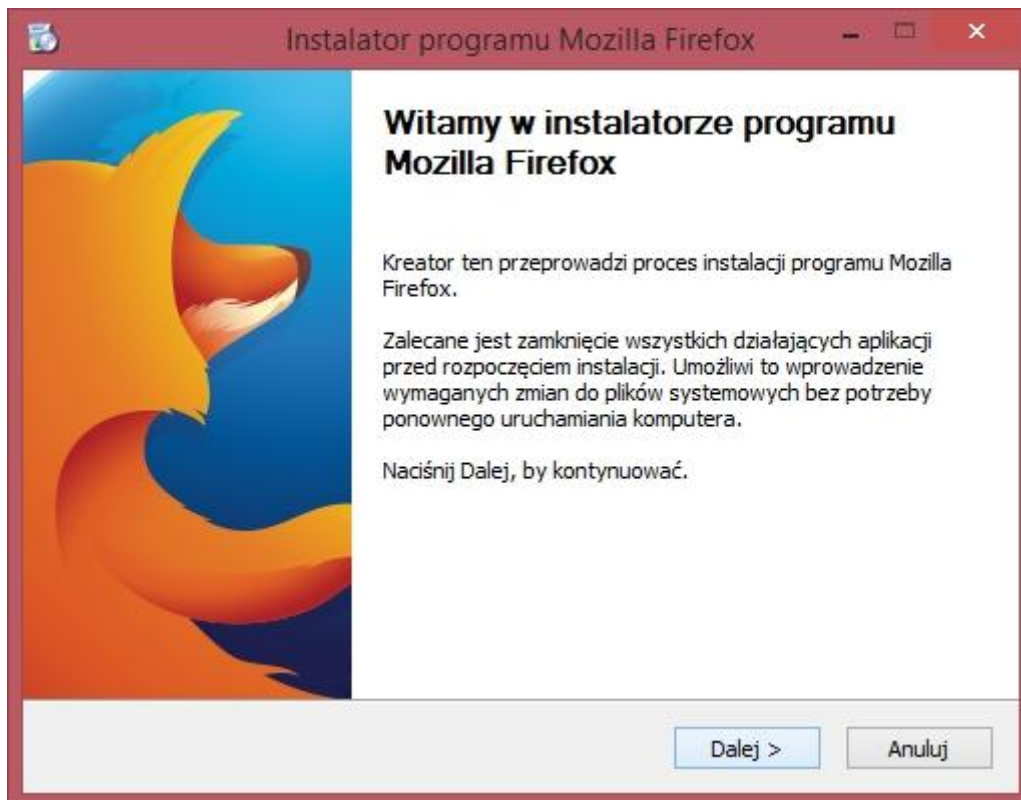 Instalator programu Mozilla Firefox
Witamy w instalatorze programu
Mozilla Firefox
Kreator ten przeprowadzi proces instalacji programu Mozilla
Firefox.
Zalecane jest zamknięcie wszystkich działających aplikacji
przed rozpoczęciem instalacji. Umożliwi to wprowadzenie
wymaganych zmian do plików systemowych bez potrzeby
ponownego uruchamiania komputera.
Naciśnij Dalej, by kontynuować.
Dalej >
Anuluj